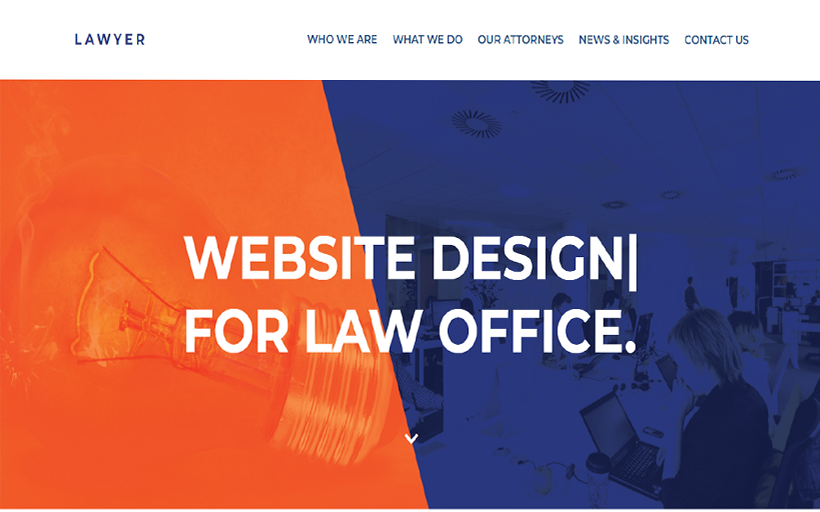 LAWYER
WHO WE ARE WHAT WE DO OUR ATTORNEYS NEWS & INSIGHTS CONTACT US
WEBSITE DESIGN|
FOR LAW OFFICE.